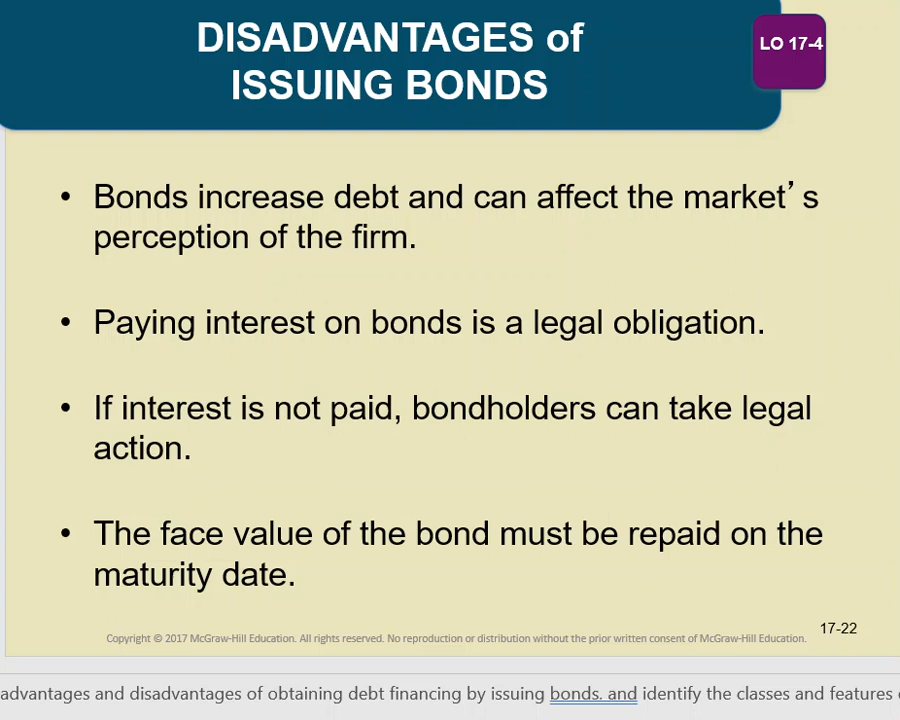 DISADVANTAGES of
ISSUING BONDS
LO 17-4
• Bonds increase debt and can affect the market’s
perception of the firm.
• Paying interest on bonds is a legal obligation.
• If interest is not paid, bondholders can take legal
action.
• The face value of the bond must be repaid on the
maturity date.
17-22
Copyright © 2017 McGraw-Hill Education. All rights reserved. No reproduction or distribution without the prior written consent of McGraw-Hill Education.
advantages and disadvantages of obtaining debt financing by issuing bonds. and identify the classes and features